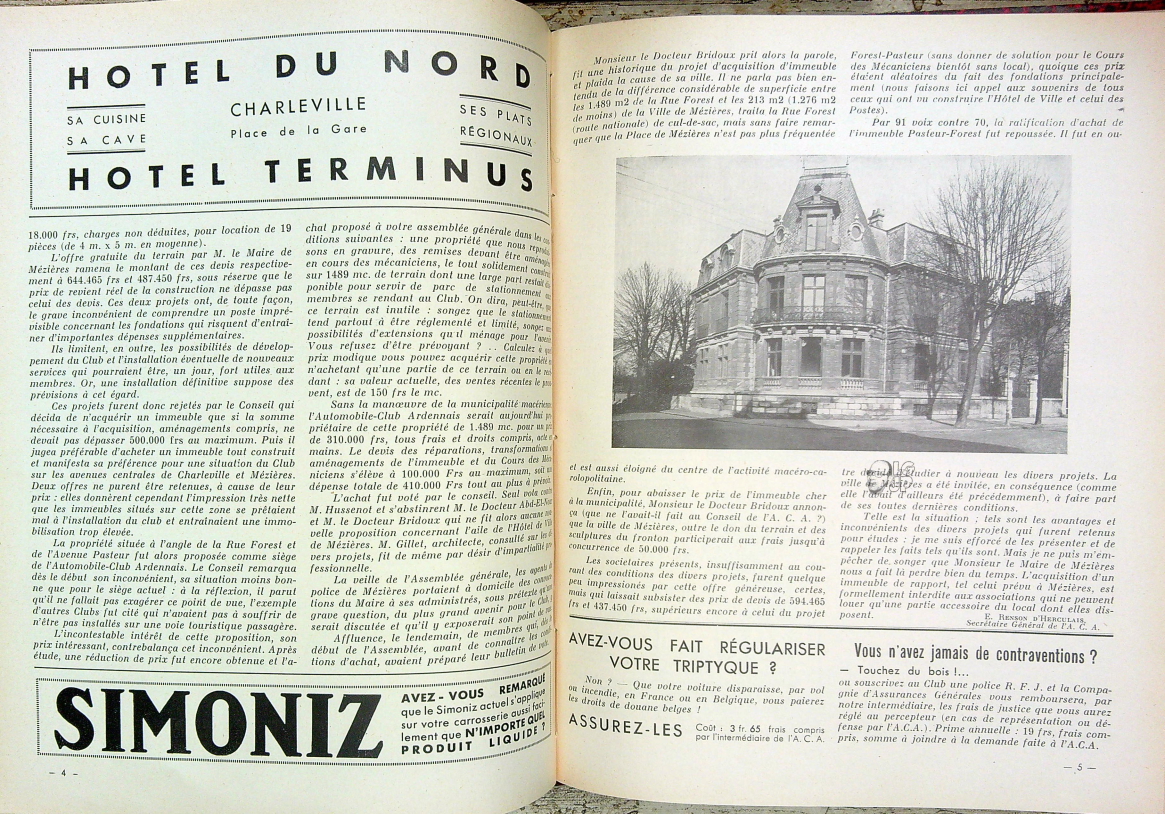 HOTEL DU NORD
SA CUISINE
SA CAVE
CHARLEVILLE
Place de la Gare
SES PLATS
RÉGIONAUX
HOTEL TERMINUS
18.000 frs, charges non déduites, pour location de 19
pièces (de 4 m. x 5 m. en moyenne).
L'offre gratuite du terrain par M. le Maire de
Mézières ramena le montant de ces devis respective-
ment à 644.465 frs et 487.450 frs, sous réserve que le
prix de revient réel de la construction ne dépasse pas
celui des devis. Ces deux projets ont, de toute façon,
le grave inconvénient de comprendre un poste impré-
visible concernant les fondations qui risquent d'entraî-
ner d'importantes dépenses supplémentaires.
Ils limitent, en outre, les possibilités de dévelop-
pement du Club et l'installation éventuelle de nouveaux
services qui pourraient être, un jour, fort utiles aux
membres. Or, une installation définitive suppose des
prévisions à cet égard.
Ces projets furent donc rejetés par le Conseil qui
décida de n'acquérir un immeuble que si la somme
nécessaire à l'acquisition, aménagements compris, ne
devait pas dépasser 500.000 frs au maximum. Puis il
jugea préférable d'acheter un immeuble tout construit
et manifesta sa préférence pour une situation du Club
sur les avenues centrales de Charleville et Mézières.
Deux offres ne purent être retenues, à cause de leur
prix : elles donnèrent cependant l'impression très nette
que les immeubles situés sur cette zone se prêtaient
mal à l'installation du club et entraînaient une immo-
bilisation trop élevée.
La propriété située à l'angle de la Rue Forest et
de l'Avenue Pasteur fut alors proposée comme siège
de l'Automobile-Club Ardennais. Le Conseil remarqua
dès le début son inconvénient, sa situation moins bon-
ne que pour le siège actuel : à la réflexion, il parut
qu'il ne fallait pas exagérer ce point de vue, l'exemple
d'autres Clubs fut cité qui n'avaient pas à souffrir de
n'être pas installés sur une voie touristique passagère.
L'incontestable intérêt de cette proposition, son
prix intéressant, contrebalança cet inconvénient. Après
étude, une réduction de prix fut encore obtenue et l'a-
chat proposé à votre assemblée générale dans les
ditions suivantes : une propriété que nous
sons en gravure, des remises devant être
en cours des mécaniciens, le tout solidement
sur 1489 mc. de terrain dont une large part restait
ponible pour servir de parc de stationnement
membres se rendant au Club. On dira, peut-être,
ce terrain est inutile : songez que le
tend partout à être réglementé et limité, songez
possibilités d'extensions qu'il ménage pour
Vous refusez d'être prévoyant ? .. Calculez à
prix modique vous pouvez acquérir cette propriété
n'achetant qu'une partie de ce terrain ou en le
dant : sa valeur actuelle, des ventes récentes le
vent, est de 150 frs le mc.
Sans la manœuvre de la municipalité
l'Automobile-Club Ardennais serait aujourd'hui
priétaire de cette propriété de 1.489 mc. pour un
de 310.000 frs, tous frais et droits compris, acte
mains. Le devis des réparations, transformations
aménagements de l'immeuble et du Cours des
niciens s'élève à 100.000 Frs au maximum, soit
dépense totale de 410.000 Frs tout au plus à
L'achat fut voté par le conseil. Seul vota
M. Hussenot et s'abstinrent M. le Docteur
et M. le Docteur Bridoux qui ne fit alors aucune
velle proposition concernant l'aile de l'Hôtel de Ville
de Mézières. M. Gillet, architecte, consulté sur les
vers projets, fit de même par désir d'impartialité
fessionnelle.
La veille de l'Assemblée générale, les agents
police de Mézières portaient à domicile des
tions du Maire à ses administrés, sous prétexte
grave question, du plus grand avenir pour le Club,
serait discutée et qu'il y exposerait son point de
Affluence, le lendemain, de membres qui, dès
début de l'Assemblée, avant de connaître les
tions d'achat, avaient préparé leur bulletin de
SIMONIZ
AVEZ-VOUS REMARQUÉ
que le Simoniz actuel s'applique
sur votre carrosserie aussi faci-
lement que N'IMPORTE QUEL
PRODUIT LIQUIDE ?
— 4 —
Monsieur le Docteur Bridoux prit alors la parole,
fit une historique du projet d'acquisition d'immeuble
et plaida la cause de sa ville. Il ne parla pas bien en-
tendu de la différence considérable de superficie entre
les 1.489 m2 de la Rue Forest et les 213 m2 (1.276 m2
de moins) de la Ville de Mézières, traita la Rue Forest
(route nationale) de cul-de-sac, mais sans faire remar-
quer que la Place de Mézières n'est pas plus fréquentée
Forest-Pasteur (sans donner de solution pour le Cours
des Mécaniciens bientôt sans local), quoique ces prix
étaient aléatoires du fait des fondations principale-
ment (nous faisons ici appel aux souvenirs de tous
ceux qui ont vu construire l'Hôtel de Ville et celui des
Postes).
Par 91 voix contre 70, la ratification d'achat de
l'immeuble Pasteur-Forest fut repoussée. Il fut en ou-
et est aussi éloigné du centre de l'activité macéro-ca-
rolopolitaine.
Enfin, pour abaisser le prix de l'immeuble cher
à la municipalité, Monsieur le Docteur Bridoux annon-
ça (que ne l'avait-il fait au Conseil de l'A. C. A. ?)
que la ville de Mézières, outre le don du terrain et des
sculptures du fronton participerait aux frais jusqu'à
concurrence de 50.000 frs.
Les societaires présents, insuffisamment au cou-
rant des conditions des divers projets, furent quelque
peu impressionés par cette offre généreuse, certes,
mais qui laissait subsister des prix de devis de 594.465
frs et 437.450 frs, supérieurs encore à celui du projet
tre décidé d'étudier à nouveau les divers projets. La
ville de Mézières a été invitée, en conséquence (comme
elle l'avait d'ailleurs été précédemment), à faire part
de ses toutes dernières conditions.
Telle est la situation ; tels sont les avantages et
inconvénients des divers projets qui furent retenus
pour études : je me suis efforcé de les présenter et de
rappeler les faits tels qu'ils sont. Mais je ne puis m'em-
pêcher de songer que Monsieur le Maire de Mézières
nous a fait là perdre bien du temps. L'acquisition d'un
immeuble de rapport, tel celui prévu à Mézières, est
formellement interdite aux associations qui ne peuvent
louer qu'une partie accessoire du local dont elles dis-
posent.
E. RENSON D'HERCULAIS,
Secrétaire Général de l'A. C. A.
AVEZ-VOUS FAIT RÉGULARISER
VOTRE TRIPTYQUE ?
Non ? — Que votre voiture disparaisse, par vol
ou incendie, en France ou en Belgique, vous paierez
les droits de douane belges !
ASSUREZ-LES
Coût : 3 fr. 65 frais compris
par l'intermédaire de l'A.C.A.
Vous n'avez jamais de contraventions ?
— Touchez du bois !...
ou souscrivez au Club une police R. F. J. et la Compa-
gnie d'Assurances Générales vous remboursera, par
notre intermédiaire, les frais de justice que vous aurez
réglé au percepteur (en cas de représentation ou dé-
fense par l'A.C.A.). Prime annuelle : 19 frs, frais com-
pris, somme à joindre à la demande faite à l'A.C.A.
— 5 —